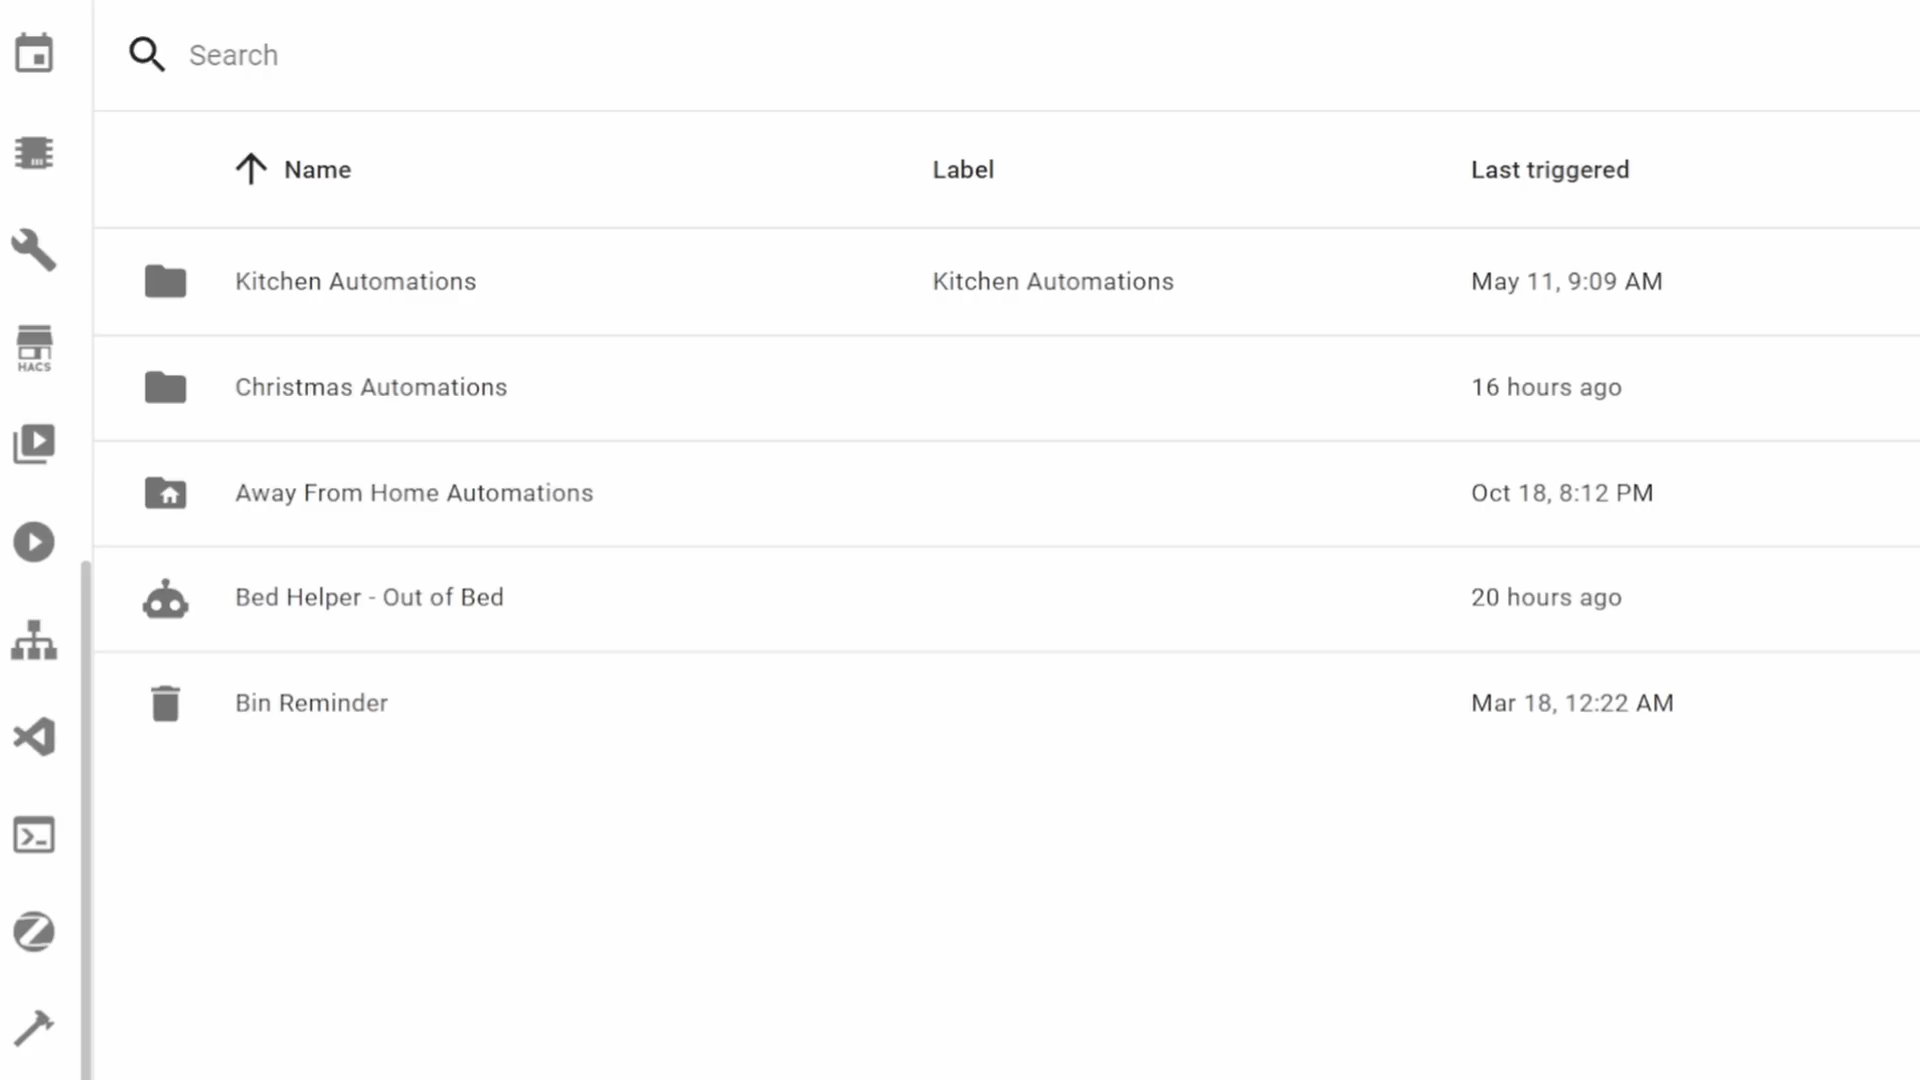 Search
Name Label Last triggered
Kitchen Automations Kitchen Automations May 11, 9:09 AM
Christmas Automations 16 hours ago
HACS
Away From Home Automations Oct 18, 8:12 PM
Bed Helper - Out of Bed 20 hours ago
Bin Reminder Mar 18, 12:22 AM